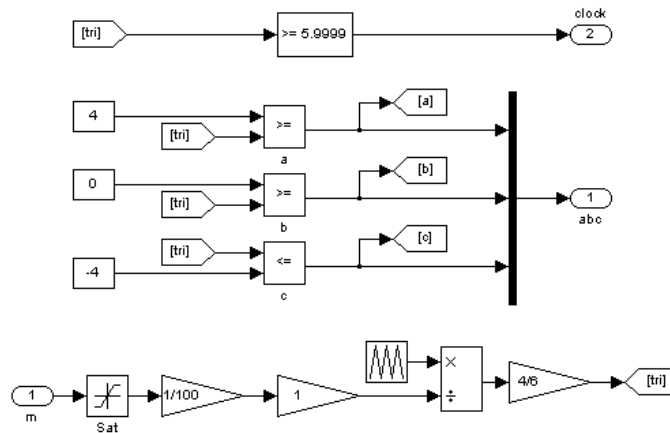 clock
[tri]
>= 5.9999
2
[a]
4
>=
[tri]
a
[b]
0
>=
[tri]
b
1
abc
[tri]
[c]
<=
-4
c
1
m
Sat
1/100
1
×
÷
4/6
[tri]